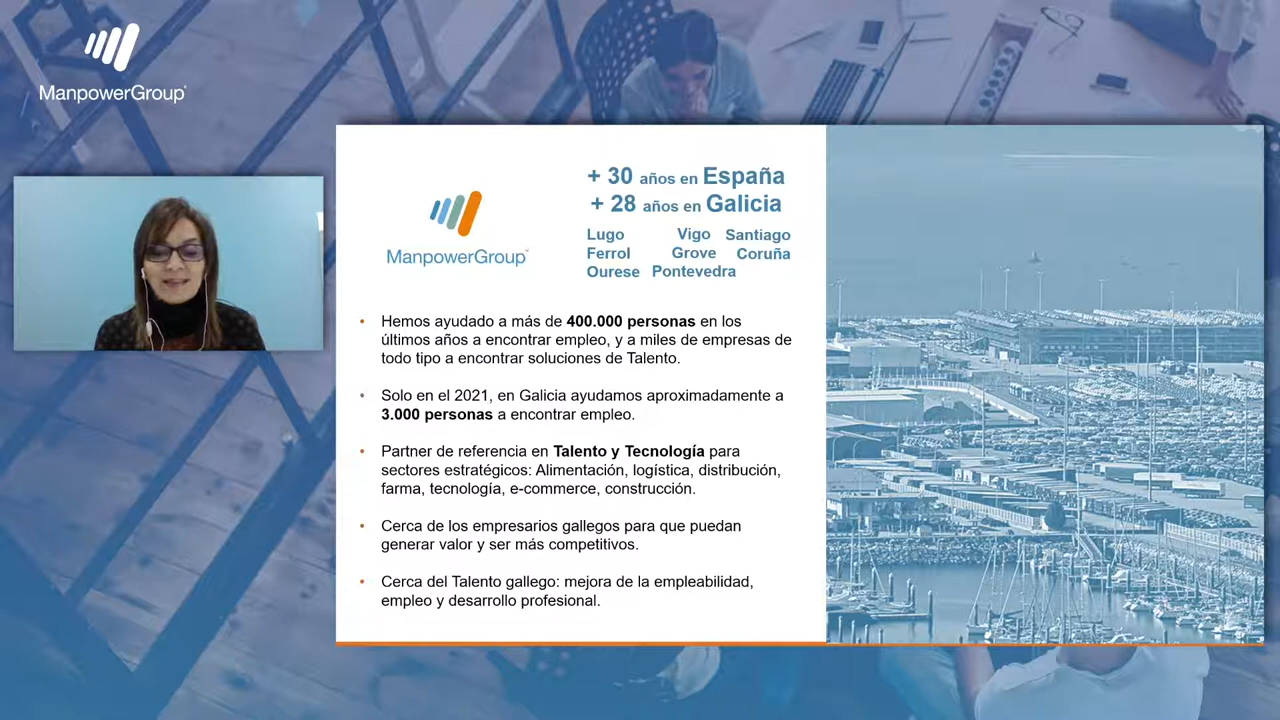 ManpowerGroup
+ 30 años en España
+ 28 años en Galicia
Lugo Vigo Santiago
Ferrol Grove Coruña
Ourese Pontevedra
ManpowerGroup
• Hemos ayudado a más de 400.000 personas en los
últimos años a encontrar empleo, y a miles de empresas de
todo tipo a encontrar soluciones de Talento.
• Solo en el 2021, en Galicia ayudamos aproximadamente a
3.000 personas a encontrar empleo.
• Partner de referencia en Talento y Tecnología para
sectores estratégicos: Alimentación, logística, distribución,
farma, tecnología, e-commerce, construcción.
• Cerca de los empresarios gallegos para que puedan
generar valor y ser más competitivos.
• Cerca del Talento gallego: mejora de la empleabilidad,
empleo y desarrollo profesional.